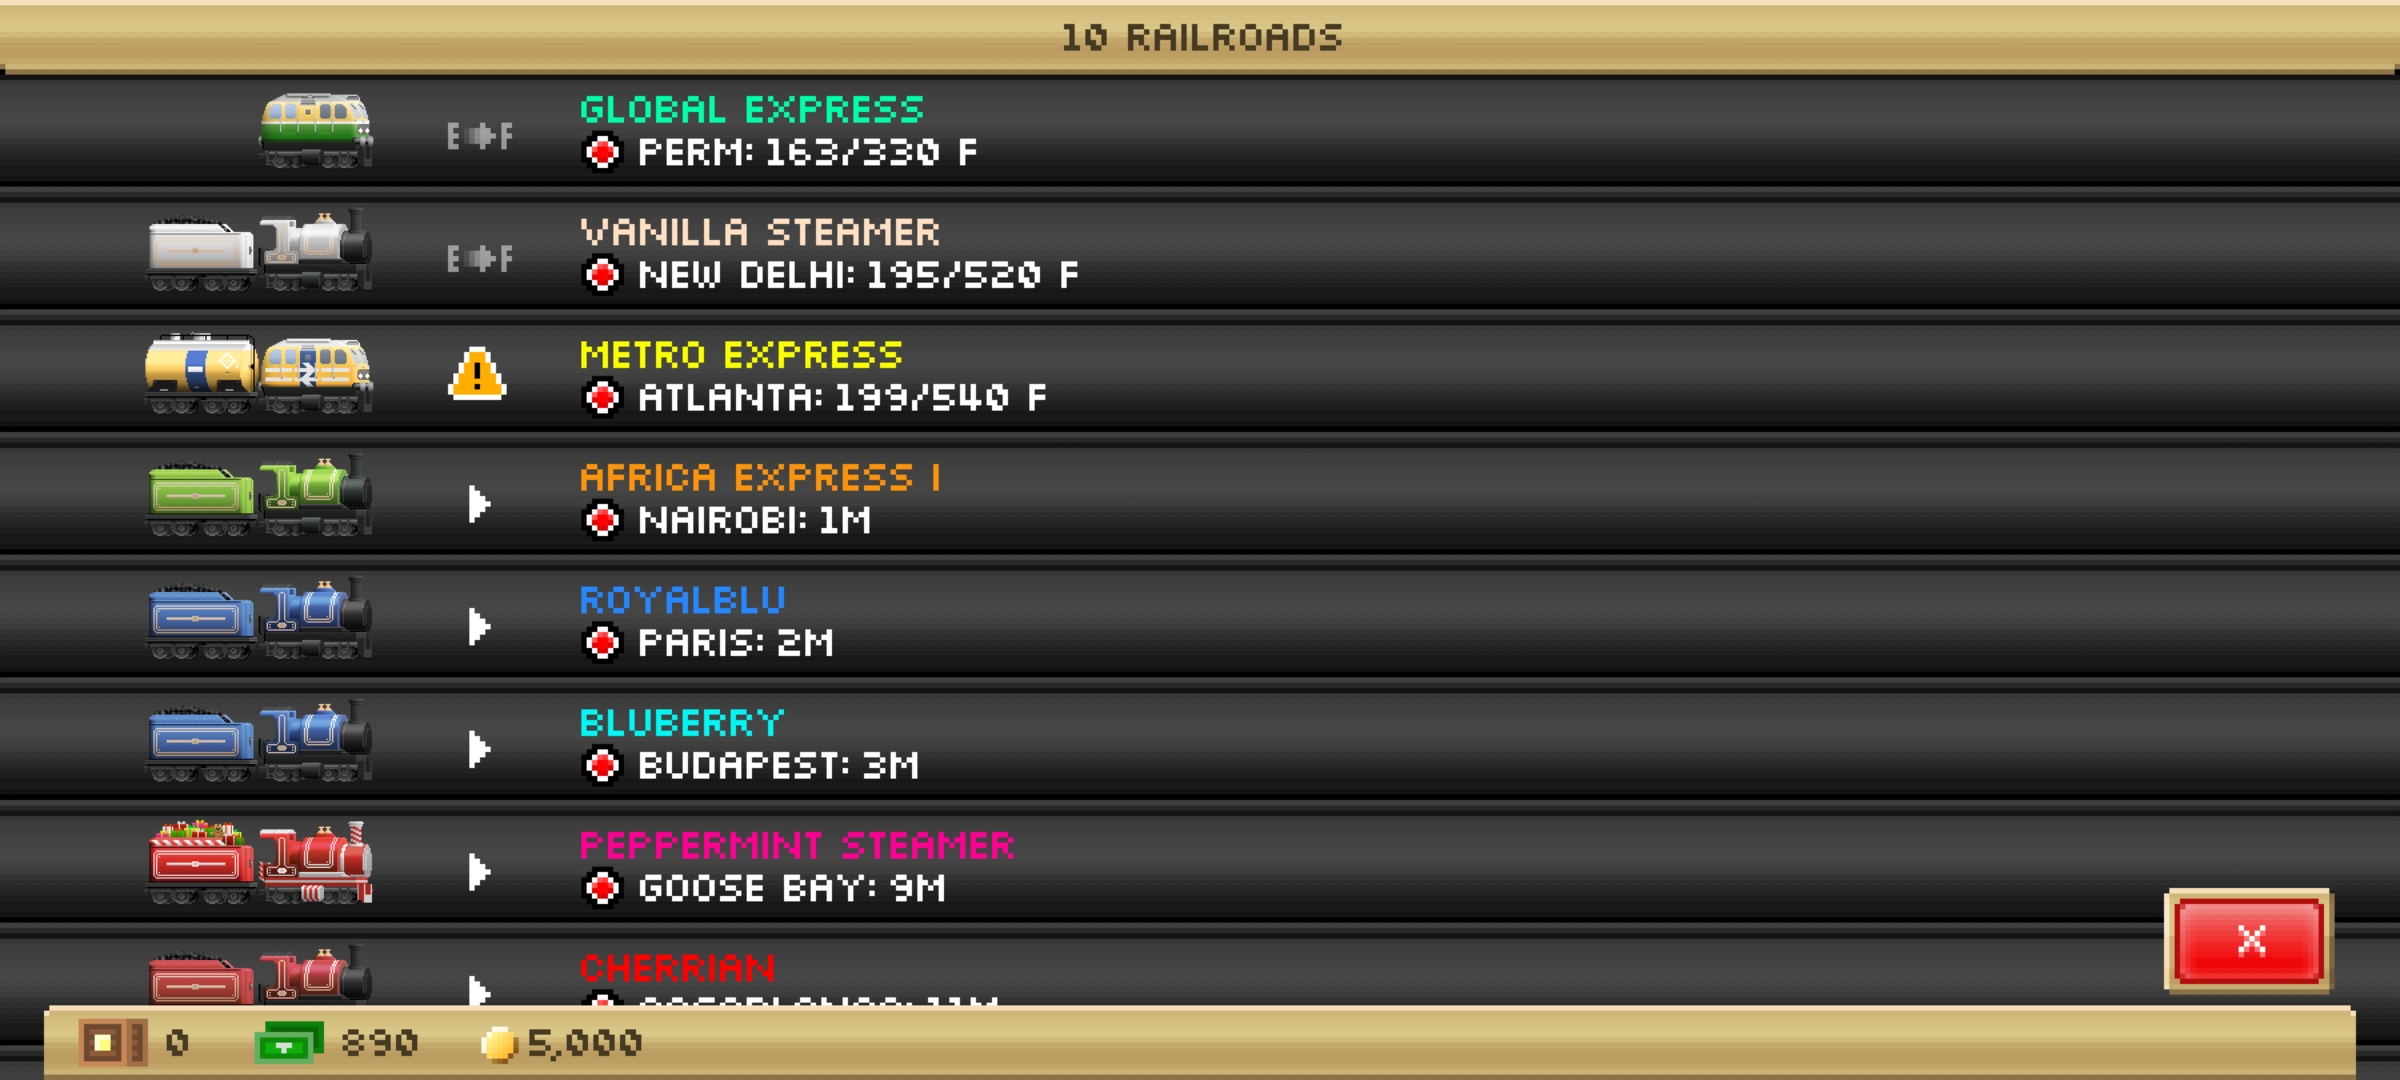 10 RAILROADS
GLOBAL EXPRESS
E F
PERM: 163/330 F
VANILLA STEAMER
E F
NEW DELHI: 195/520 F
METRO EXPRESS
!
ATLANTA: 199/540 F
AFRICA EXPRESS I
NAIROBI: 1M
ROYALBLU
PARIS: 2M
BLUBERRY
BUDAPEST: 3M
PEPPERMINT STEAMER
GOOSE BAY: 9M
X
CHERRIAN
0 890 5,000